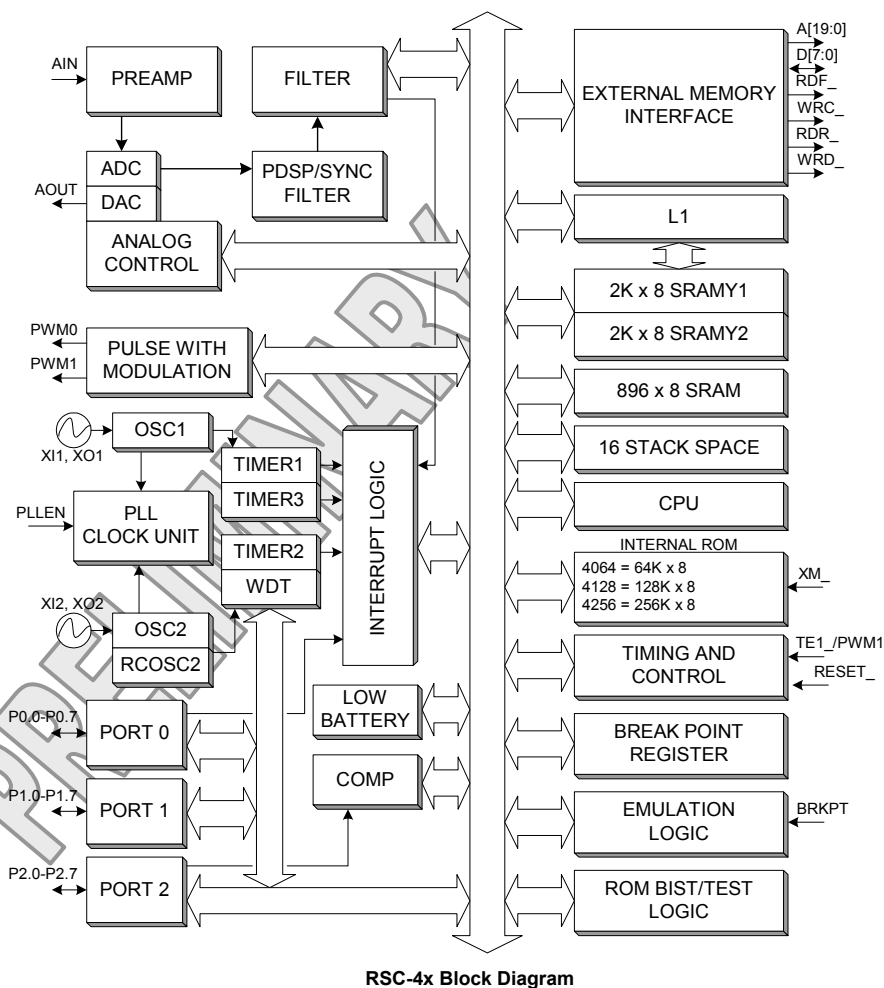 AIN
PREAMP
FILTER
ADC
PDSP/SYNC
FILTER
AOUT
DAC
ANALOG
CONTROL
PWM0
PWM1
PULSE WITH
MODULATION
XI1, XO1
OSC1
TIMER1
TIMER3
PLLEN
PLL
CLOCK UNIT
TIMER2
WDT
INTERRUPT LOGIC
XI2, XO2
OSC2
RCOSC2
P0.0-P0.7
PORT 0
LOW
BATTERY
COMP
P1.0-P1.7
PORT 1
P2.0-P2.7
PORT 2
EXTERNAL MEMORY
INTERFACE
A[19:0]
D[7:0]
RDF_
WRC_
RDR_
WRD_
L1
2K x 8 SRAMY1
2K x 8 SRAMY2
896 x 8 SRAM
16 STACK SPACE
CPU
INTERNAL ROM
4064 = 64K x 8
4128 = 128K x 8
4256 = 256K x 8
XM_
TIMING AND
CONTROL
TE1_/PWM1
RESET_
BREAK POINT
REGISTER
EMULATION
LOGIC
BRKPT
ROM BIST/TEST
LOGIC
PRELIMINARY
RSC-4x Block Diagram